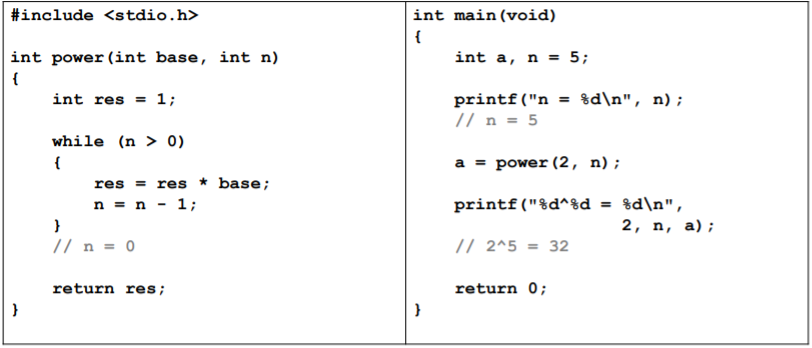 #include <stdio.h>
int power(int base, int n)
{
    int res = 1;
    while (n > 0)
    {
        res = res * base;
        n = n - 1;
    }
    // n = 0
    return res;
}
int main(void)
{
    int a, n = 5;
    printf("n = %d\n", n);
    // n = 5
    a = power(2, n);
    printf("%d^%d = %d\n",
                    2, n, a);
    // 2^5 = 32
    return 0;
}